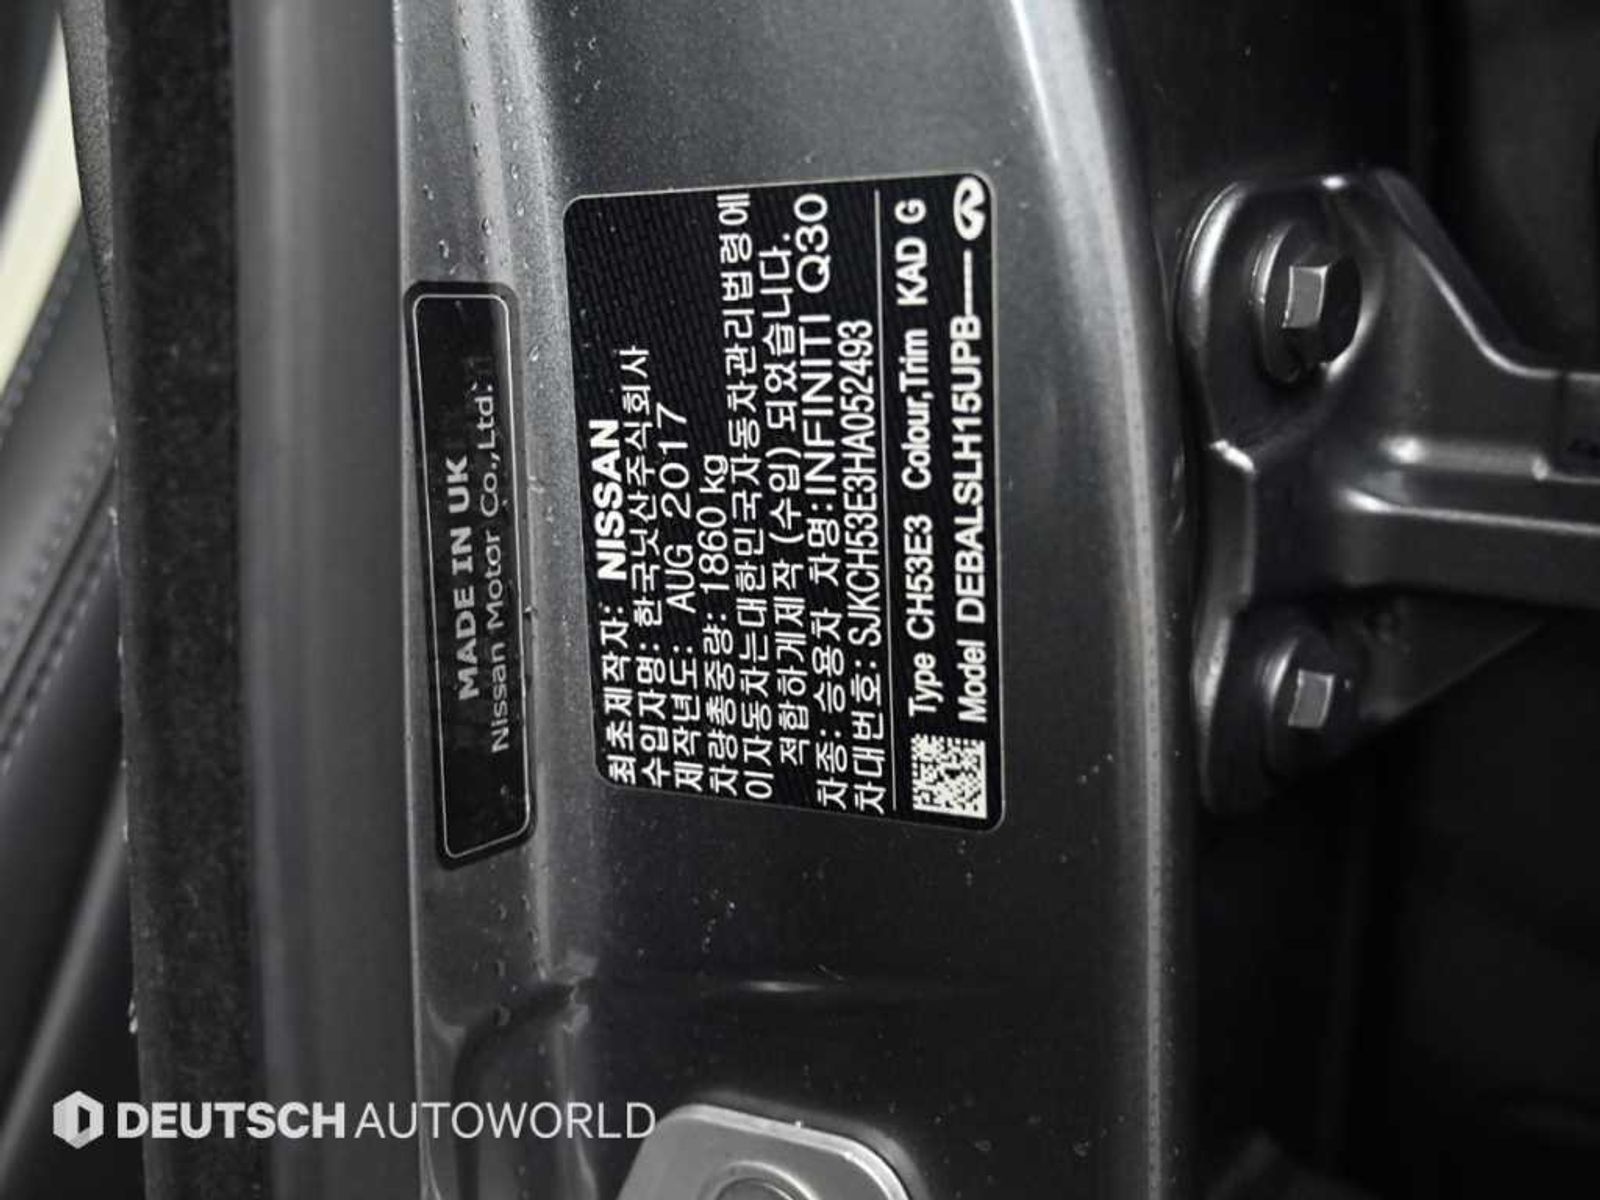 MADE IN UK
Nissan Motor Co.,Ltd: 1
최초제작자: NISSAN
수입자명: 한국닛산주식회사
제작년도: AUG 2017
차량총중량: 1860 kg
이자동차는대한민국자동차관리법령에
적합하게제작 (수입) 되었습니다.
차종: 승용차 차명:INFINITI Q30
차대번호: SJKCH53E3HA052493
Type CH53E3 Colour,Trim KAD G
Model DEBALSLH15UPB-----
DEUTSCH AUTOWORLD